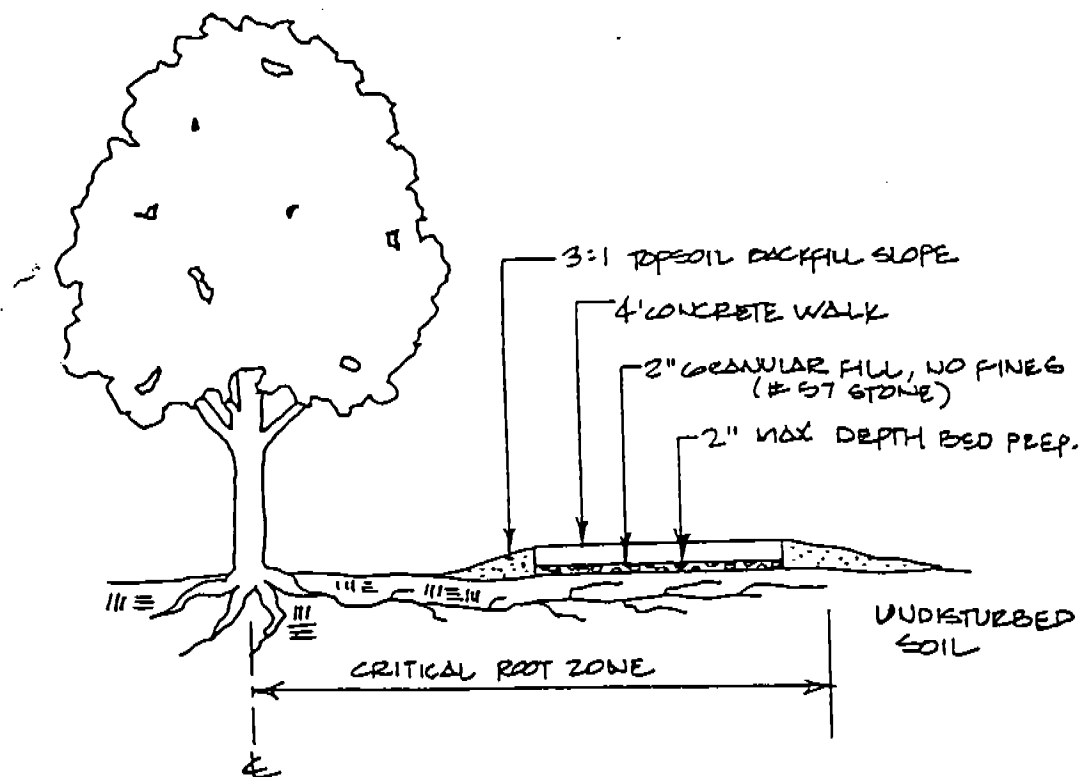 3:1 TOPSOIL BACKFILL SLOPE
4' CONCRETE WALK
2" GRANULAR FILL, NO FINES
(# 57 STONE)
2" MAX DEPTH BED PREP.
UNDISTURBED
SOIL
CRITICAL ROOT ZONE
℄